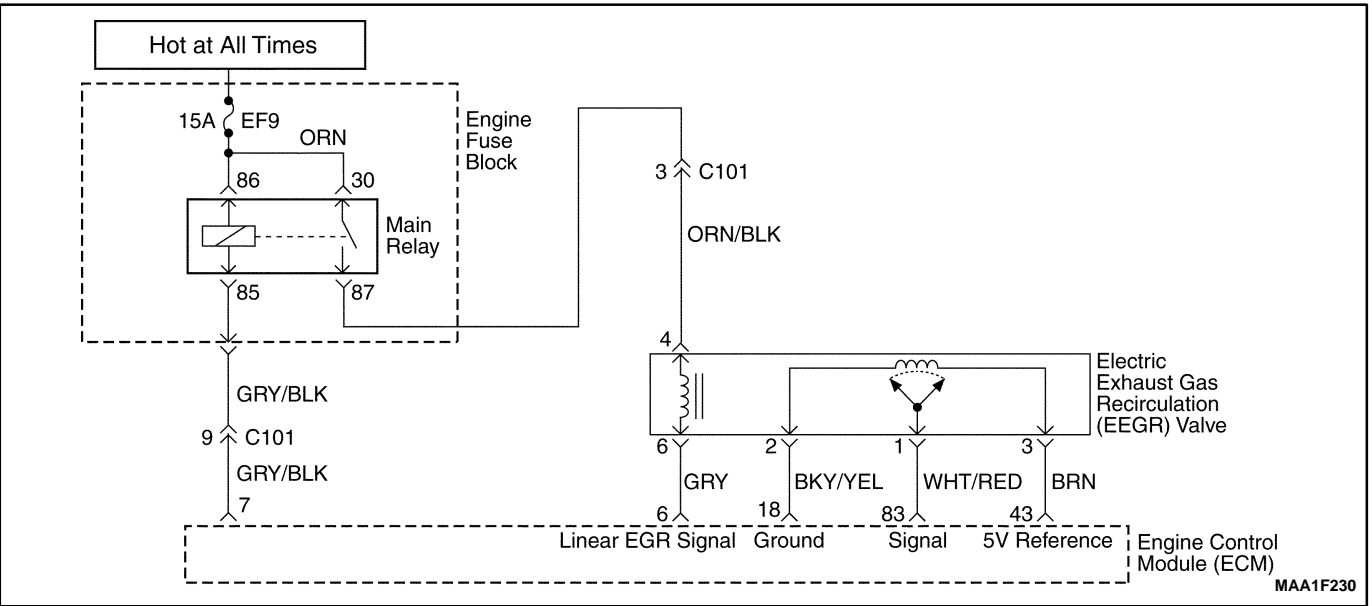 Hot at All Times
15A EF9
ORN
Engine
Fuse
Block
86 30
Main
Relay
85 87
3 C101
ORN/BLK
4
Electric
Exhaust Gas
Recirculation
(EEGR) Valve
GRY/BLK
9 C101
GRY/BLK
7
6 2 1 3
GRY BKY/YEL WHT/RED BRN
6 18 83 43
Linear EGR Signal Ground Signal 5V Reference
Engine Control
Module (ECM)
MAA1F230